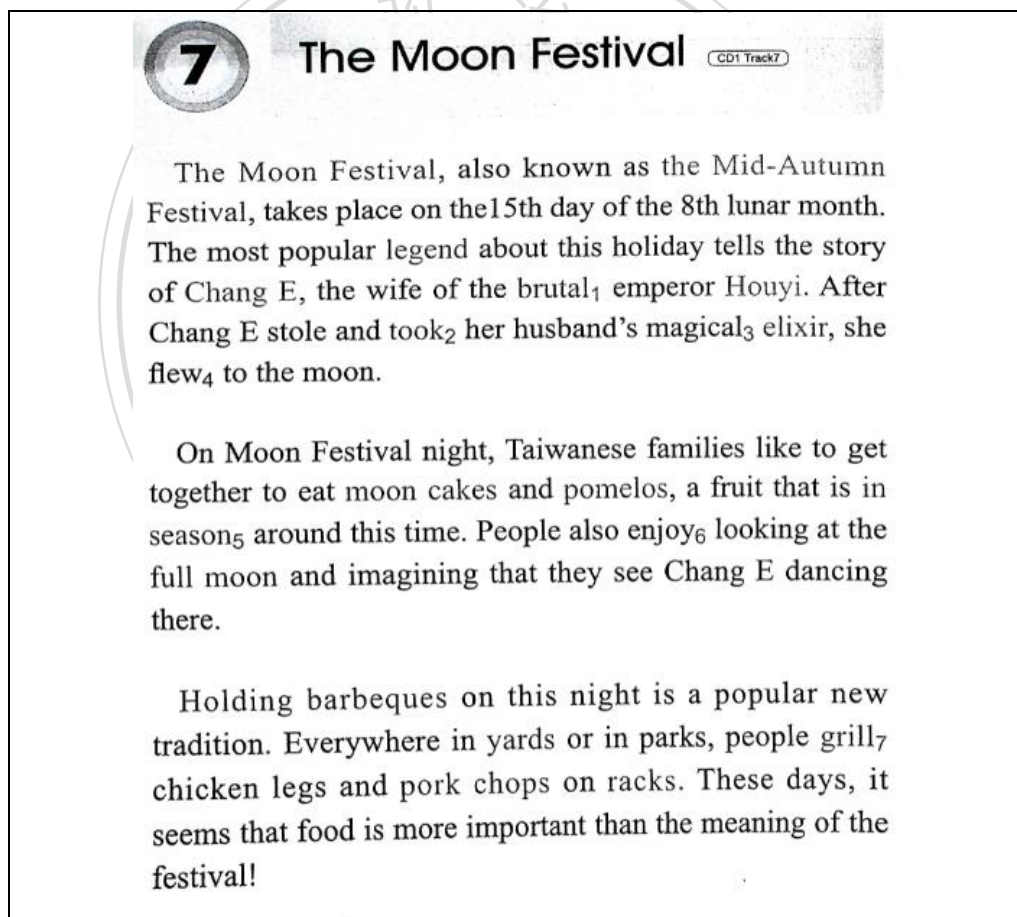 7 The Moon Festival CD1 Track7
The Moon Festival, also known as the Mid-Autumn
Festival, takes place on the15th day of the 8th lunar month.
The most popular legend about this holiday tells the story
of Chang E, the wife of the brutal1 emperor Houyi. After
Chang E stole and took2 her husband's magical3 elixir, she
flew4 to the moon.
On Moon Festival night, Taiwanese families like to get
together to eat moon cakes and pomelos, a fruit that is in
season5 around this time. People also enjoy6 looking at the
full moon and imagining that they see Chang E dancing
there.
Holding barbeques on this night is a popular new
tradition. Everywhere in yards or in parks, people grill7
chicken legs and pork chops on racks. These days, it
seems that food is more important than the meaning of the
festival!